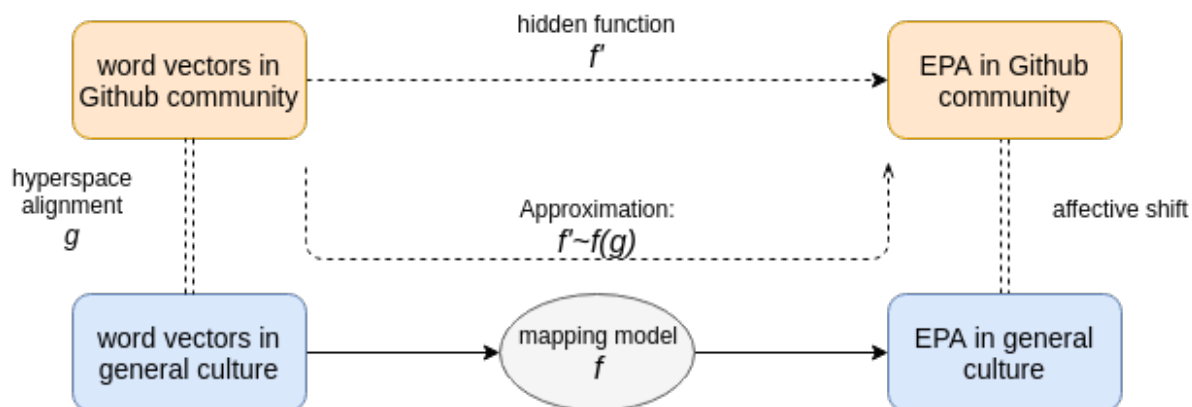 hidden function
f'
word vectors in
Github community
EPA in Github
community
hyperspace
alignment
g
Approximation:
f'~f(g)
affective shift
word vectors in
general culture
mapping model
f
EPA in general
culture